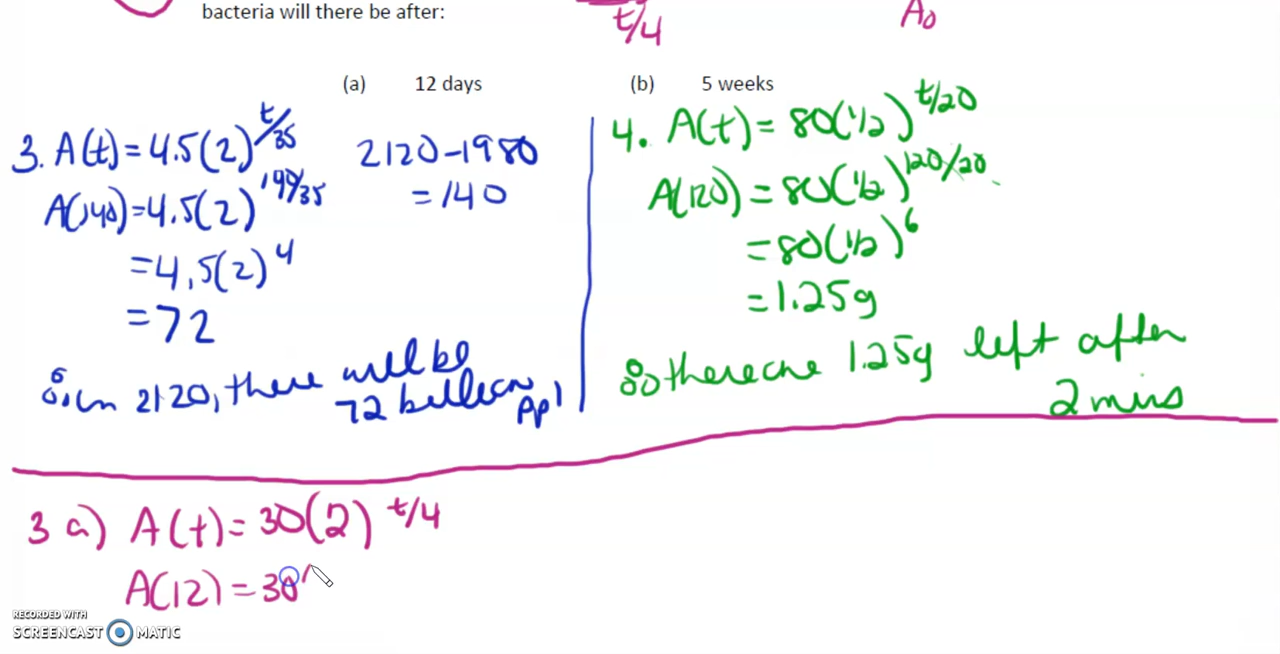 bacteria will there be after:
t/4
A0
(a) 12 days
(b) 5 weeks
3. A(t) = 4.5(2)^t/35
2120-1980
A(140) = 4.5(2)^140/35
= 140
= 4.5(2)^4
= 72
∴ in 2120, there will be
72 billion ppl
4. A(t) = 80(1/2)^t/20
A(120) = 80(1/2)^120/20
= 80(1/2)^6
= 1.25g
∴ there are 1.25g left after
2 mins
3 a) A(t) = 30(2)^t/4
A(12) = 30(
RECORDED WITH
SCREENCAST MATIC